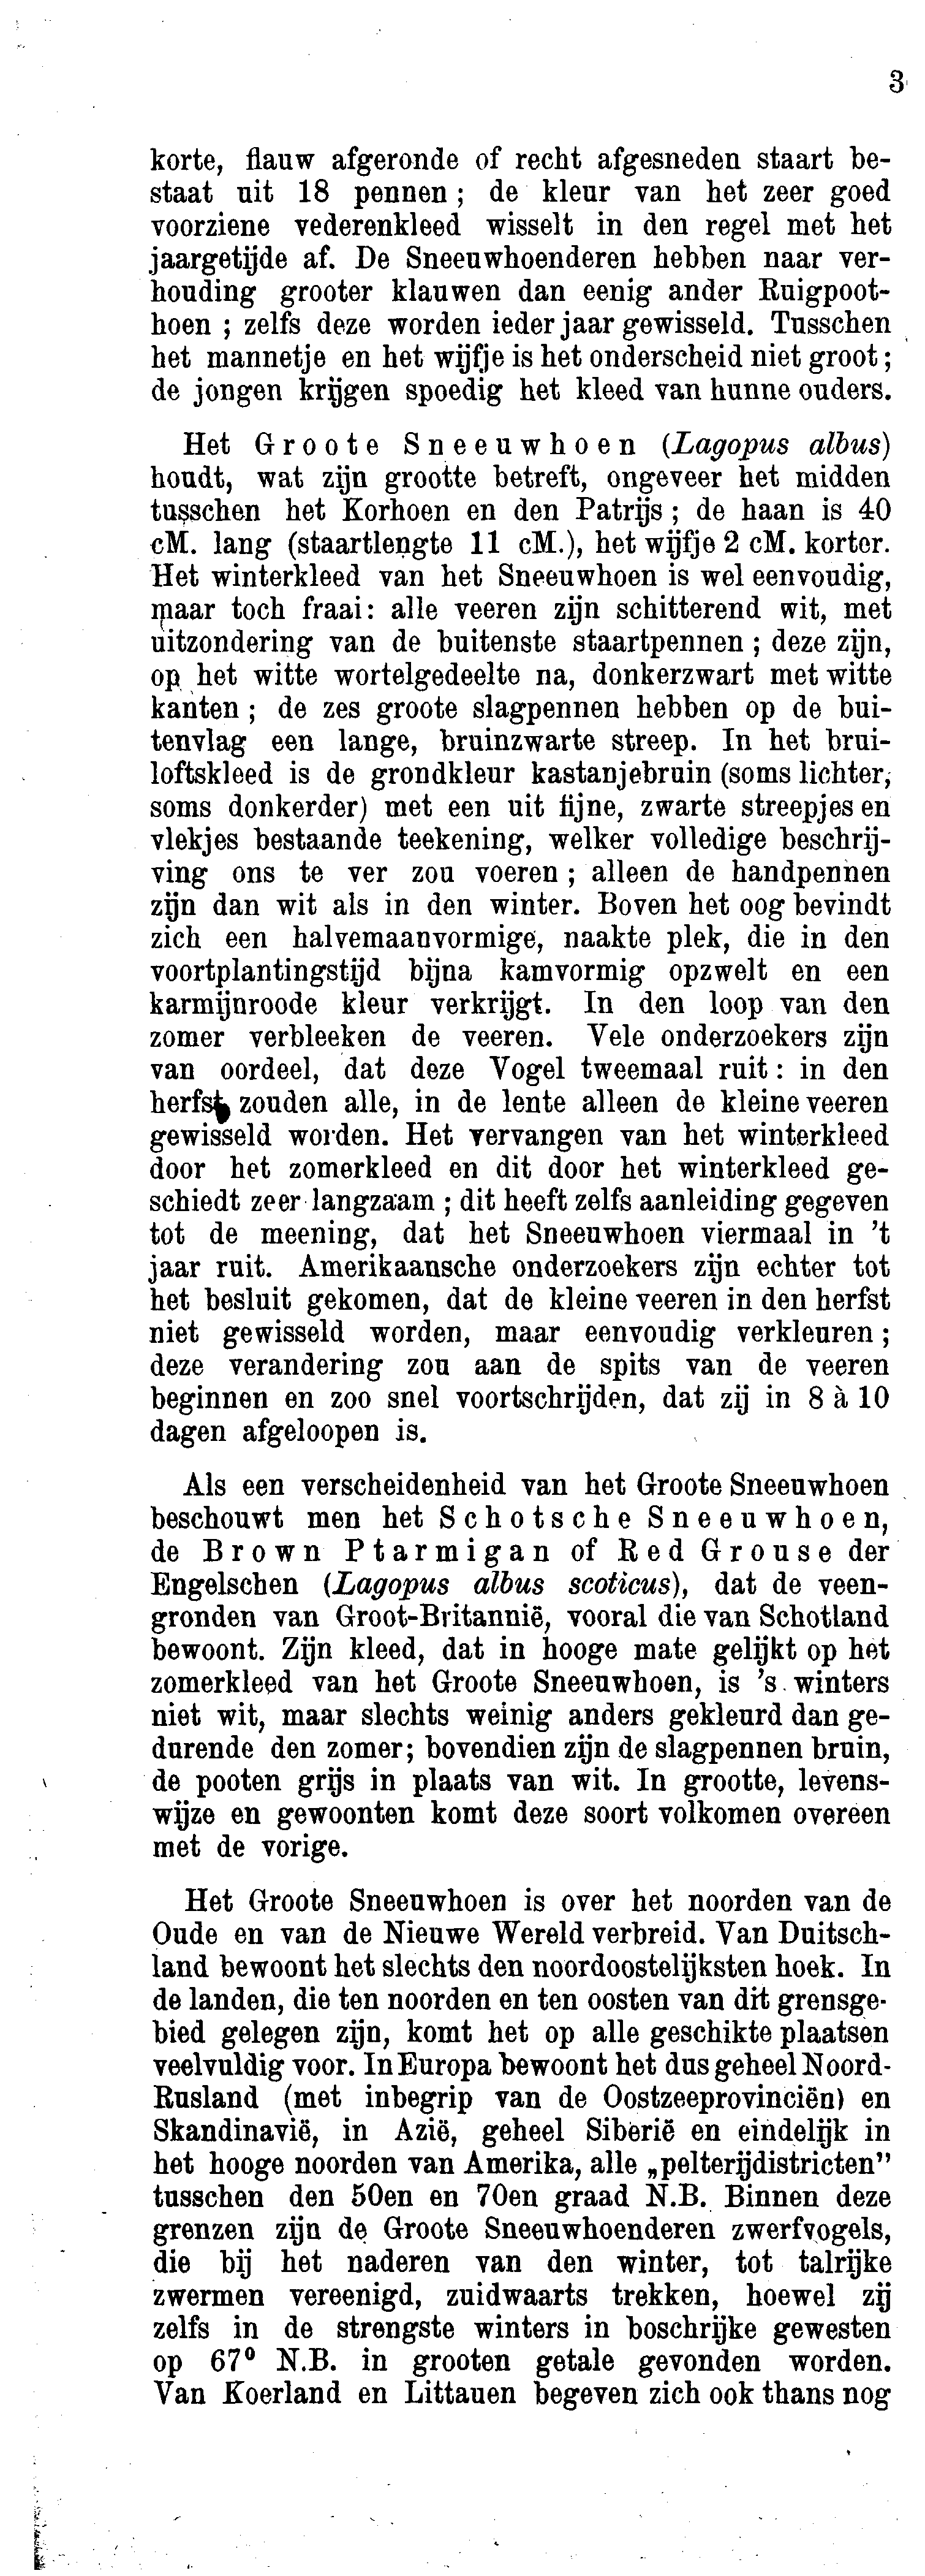 3
korte, flauw afgeronde of recht afgesneden staart be-
staat uit 18 pennen ; de kleur van het zeer goed
voorziene vederenkleed wisselt in den regel met het
jaargetijde af. De Sneeuwhoenderen hebben naar ver-
houding grooter klauwen dan eenig ander Ruigpoot-
hoen ; zelfs deze worden ieder jaar gewisseld. Tusschen
het mannetje en het wijfje is het onderscheid niet groot ;
de jongen krijgen spoedig het kleed van hunne ouders.
Het Groote Sneeuwhoen (Lagopus albus)
houdt, wat zijn grootte betreft, ongeveer het midden
tusschen het Korhoen en den Patrijs ; de haan is 40
cM. lang (staartlengte 11 cM.), het wijfje 2 cM. korter.
Het winterkleed van het Sneeuwhoen is wel eenvoudig,
maar toch fraai: alle veeren zijn schitterend wit, met
uitzondering van de buitenste staartpennen ; deze zijn,
op het witte wortelgedeelte na, donkerzwart met witte
kanten ; de zes groote slagpennen hebben op de bui-
tenvlag een lange, bruinzwarte streep. In het brui-
loftskleed is de grondkleur kastanjebruin (soms lichter,
soms donkerder) met een uit fijne, zwarte streepjes en
vlekjes bestaande teekening, welker volledige beschrij-
ving ons te ver zou voeren ; alleen de handpennen
zijn dan wit als in den winter. Boven het oog bevindt
zich een halvemaanvormige, naakte plek, die in den
voortplantingstijd bijna kamvormig opzwelt en een
karmijnroode kleur verkrijgt. In den loop van den
zomer verbleeken de veeren. Vele onderzoekers zijn
van oordeel, dat deze Vogel tweemaal ruit : in den
herfst zouden alle, in de lente alleen de kleine veeren
gewisseld worden. Het vervangen van het winterkleed
door het zomerkleed en dit door het winterkleed ge-
schiedt zeer langzaam ; dit heeft zelfs aanleiding gegeven
tot de meening, dat het Sneeuwhoen viermaal in 't
jaar ruit. Amerikaansche onderzoekers zijn echter tot
het besluit gekomen, dat de kleine veeren in den herfst
niet gewisseld worden, maar eenvoudig verkleuren ;
deze verandering zou aan de spits van de veeren
beginnen en zoo snel voortschrijden, dat zij in 8 à 10
dagen afgeloopen is.
Als een verscheidenheid van het Groote Sneeuwhoen
beschouwt men het Schotsche Sneeuwhoen,
de Brown Ptarmigan of Red Grouse der
Engelschen (Lagopus albus scoticus), dat de veen-
gronden van Groot-Britannië, vooral die van Schotland
bewoont. Zijn kleed, dat in hooge mate gelijkt op het
zomerkleed van het Groote Sneeuwhoen, is 's winters
niet wit, maar slechts weinig anders gekleurd dan ge-
durende den zomer; bovendien zijn de slagpennen bruin,
de pooten grijs in plaats van wit. In grootte, levens-
wijze en gewoonten komt deze soort volkomen overeen
met de vorige.
Het Groote Sneeuwhoen is over het noorden van de
Oude en van de Nieuwe Wereld verbreid. Van Duitsch-
land bewoont het slechts den noordoostelijksten hoek. In
de landen, die ten noorden en ten oosten van dit grensge-
bied gelegen zijn, komt het op alle geschikte plaatsen
veelvuldig voor. In Europa bewoont het dus geheel Noord-
Rusland (met inbegrip van de Oostzeeprovinciën) en
Skandinavië, in Azië, geheel Siberië en eindelijk in
het hooge noorden van Amerika, alle „pelterijdistricten”
tusschen den 50en en 70en graad N.B. Binnen deze
grenzen zijn de Groote Sneeuwhoenderen zwerfvogels,
die bij het naderen van den winter, tot talrijke
zwermen vereenigd, zuidwaarts trekken, hoewel zij
zelfs in de strengste winters in boschrijke gewesten
op 67⁰ N.B. in grooten getale gevonden worden.
Van Koerland en Littauen begeven zich ook thans nog